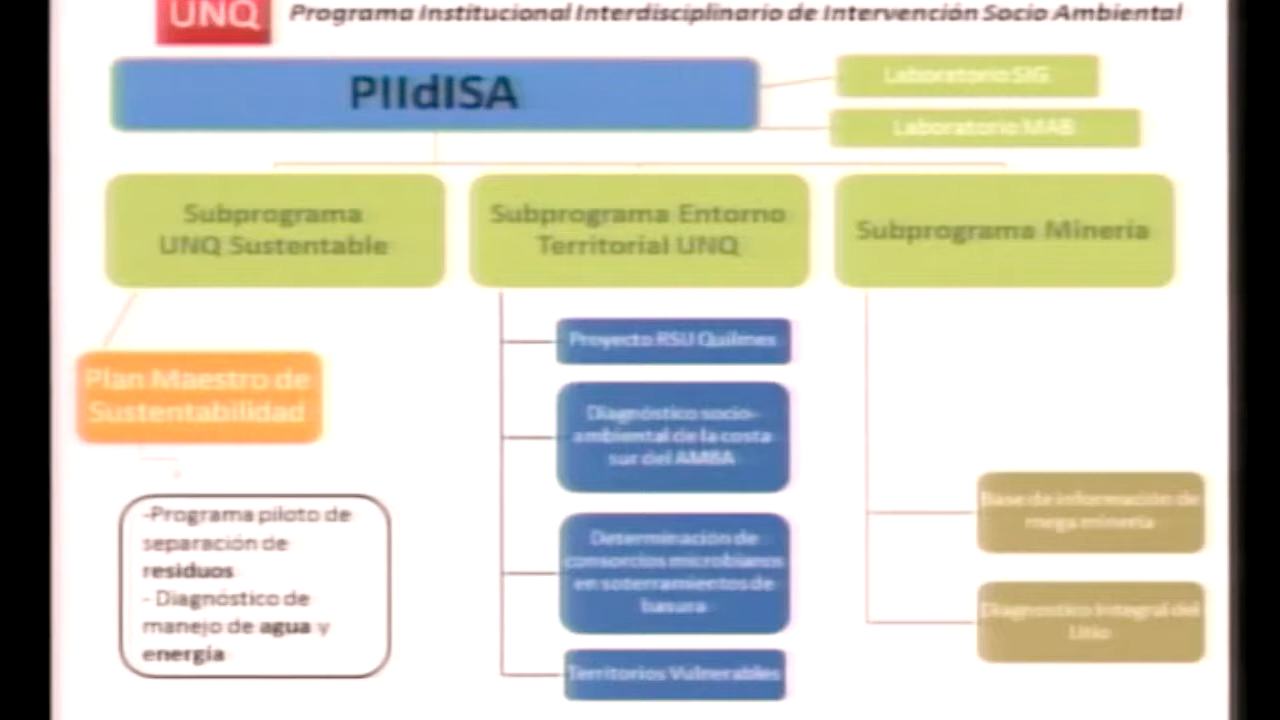 UNQ
Programa Institucional Interdisciplinario de Intervención Socio Ambiental
PIIdISA
Laboratorio SIG
Laboratorio MAB
Subprograma
UNQ Sustentable
Subprograma Entorno
Territorial UNQ
Subprograma Mineria
Plan Maestro de
Sustentabilidad
-Programa piloto de
separación de
residuos
- Diagnóstico de
manejo de agua y
energía
Proyecto RSU Quilmes
Diagnóstico socio-
ambiental de la costa
sur del AMBA
Determinación de
consorcios microbianos
en soterramientos de
basura
Territorios Vulnerables
Base de información de
mega minería
Diagnostico Integral del
Litio